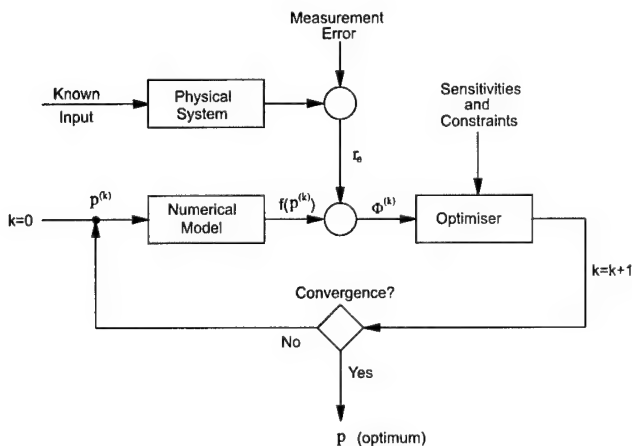 Measurement
Error
Known
Input
Physical
System
Sensitivities
and
Constraints
r_e
k=0
p^(k)
Numerical
Model
f(p^(k))
Φ^(k)
Optimiser
k=k+1
Convergence?
No
Yes
p (optimum)